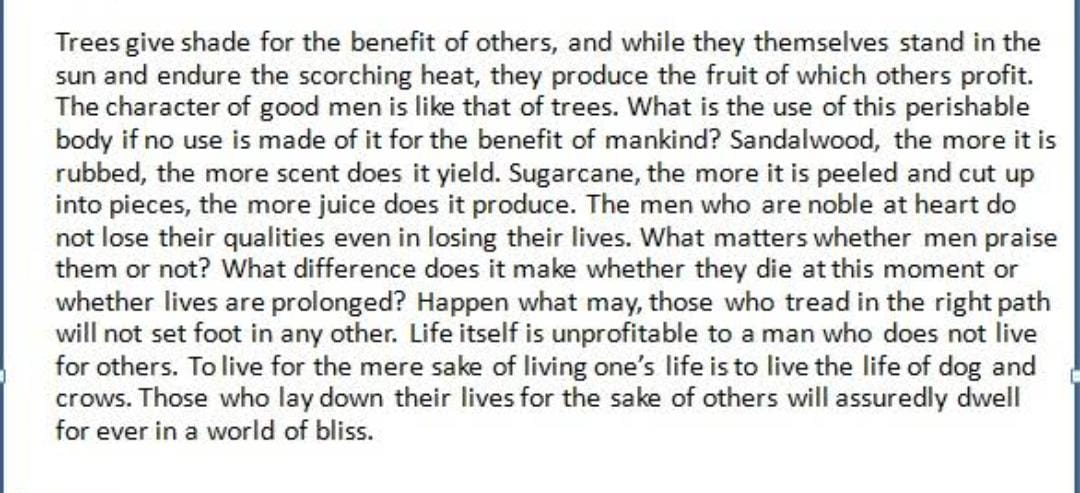 Trees give shade for the benefit of others, and while they themselves stand in the
sun and endure the scorching heat, they produce the fruit of which others profit.
The character of good men is like that of trees. What is the use of this perishable
body if no use is made of it for the benefit of mankind? Sandalwood, the more it is
rubbed, the more scent does it yield. Sugarcane, the more it is peeled and cut up
into pieces, the more juice does it produce. The men who are noble at heart do
not lose their qualities even in losing their lives. What matters whether men praise
them or not? What difference does it make whether they die at this moment or
whether lives are prolonged? Happen what may, those who tread in the right path
will not set foot in any other. Life itself is unprofitable to a man who does not live
for others. To live for the mere sake of living one's life is to live the life of dog and
crows. Those who lay down their lives for the sake of others will assuredly dwell
for ever in a world of bliss.